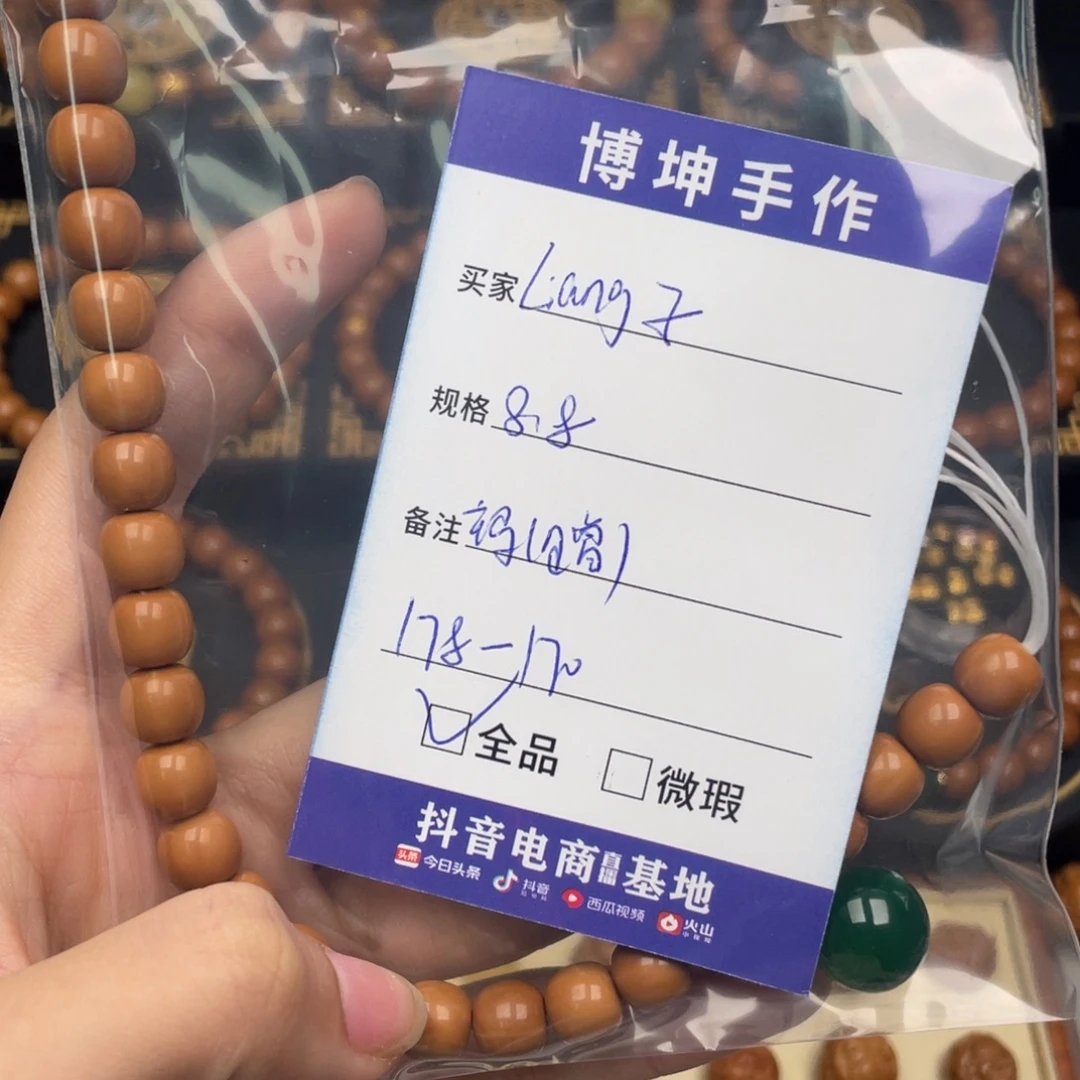 博坤手作
买家 Liang子
规格 8.8
备注
178-170
全品 微瑕
抖音电商直播基地
头条 今日头条 抖音 西瓜视频 火山